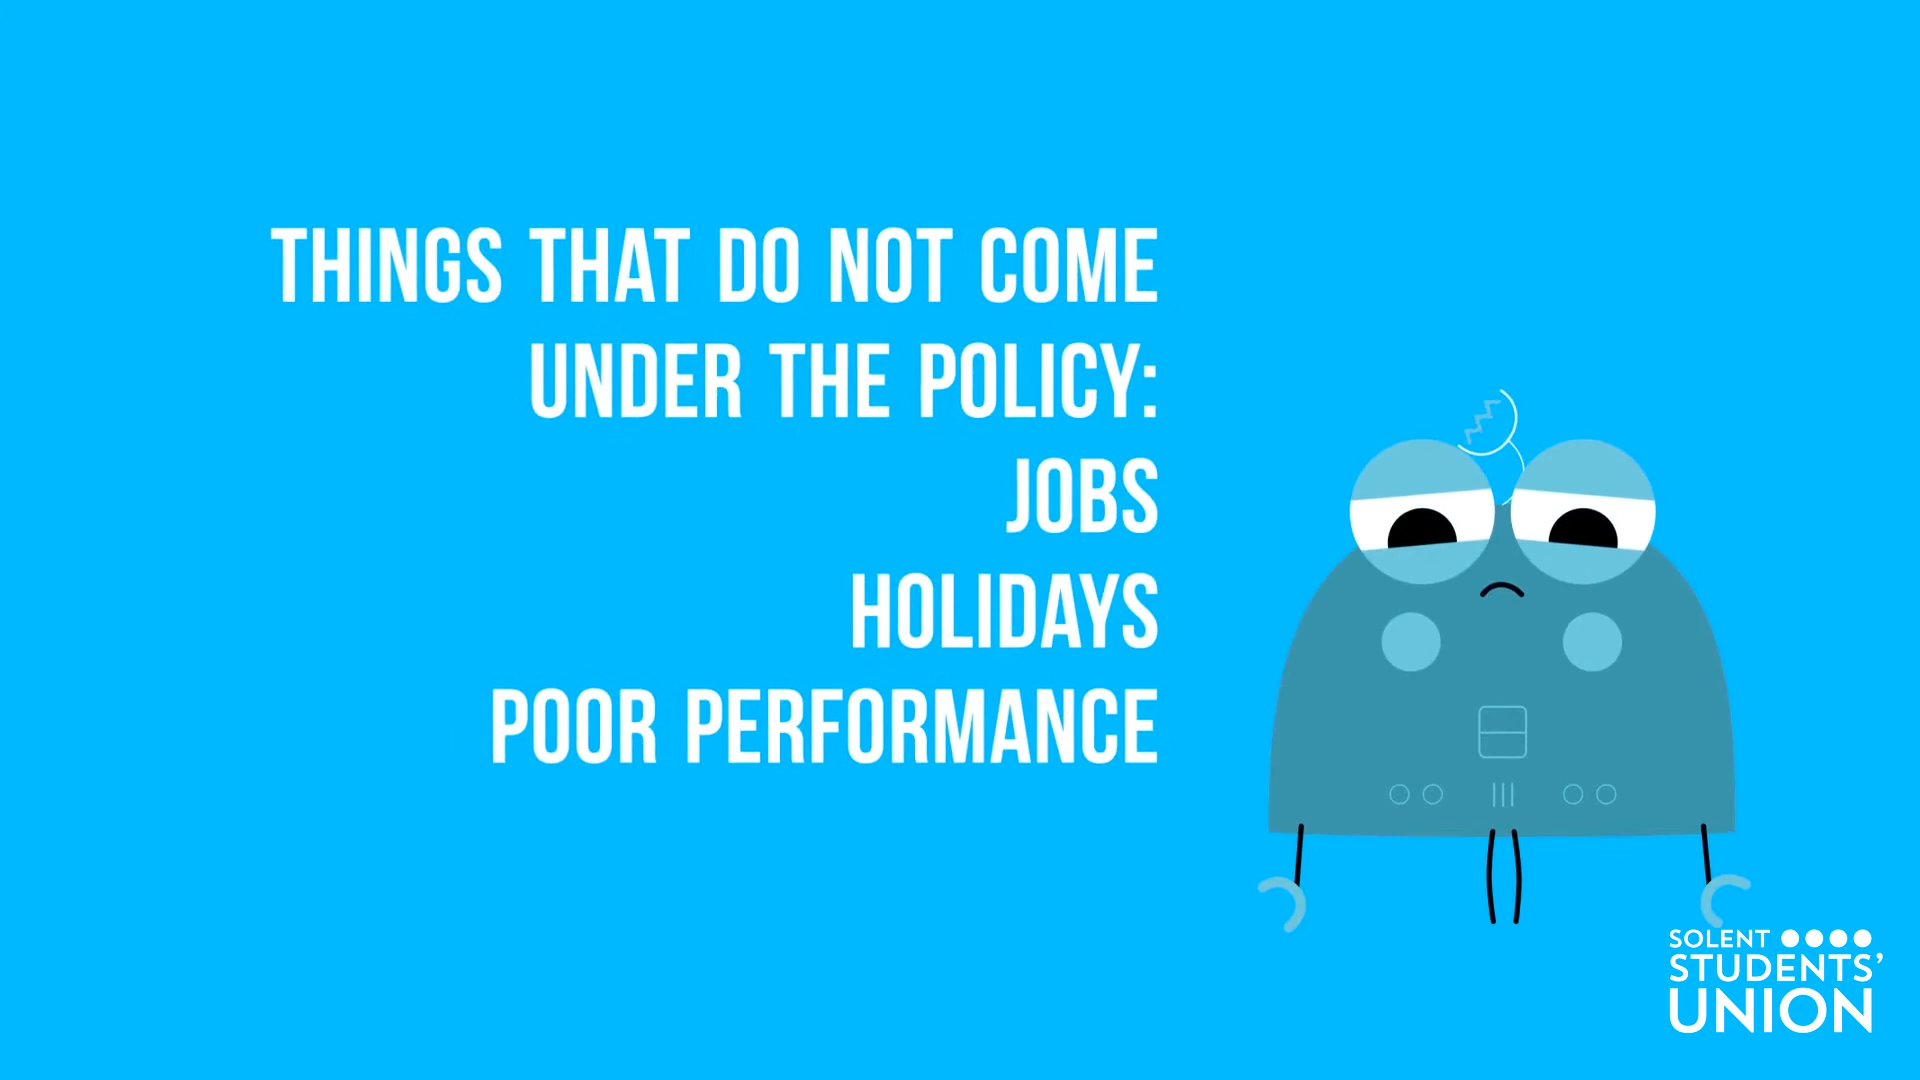 THINGS THAT DO NOT COME
UNDER THE POLICY:
JOBS
HOLIDAYS
POOR PERFORMANCE
SOLENT
STUDENTS'
UNION